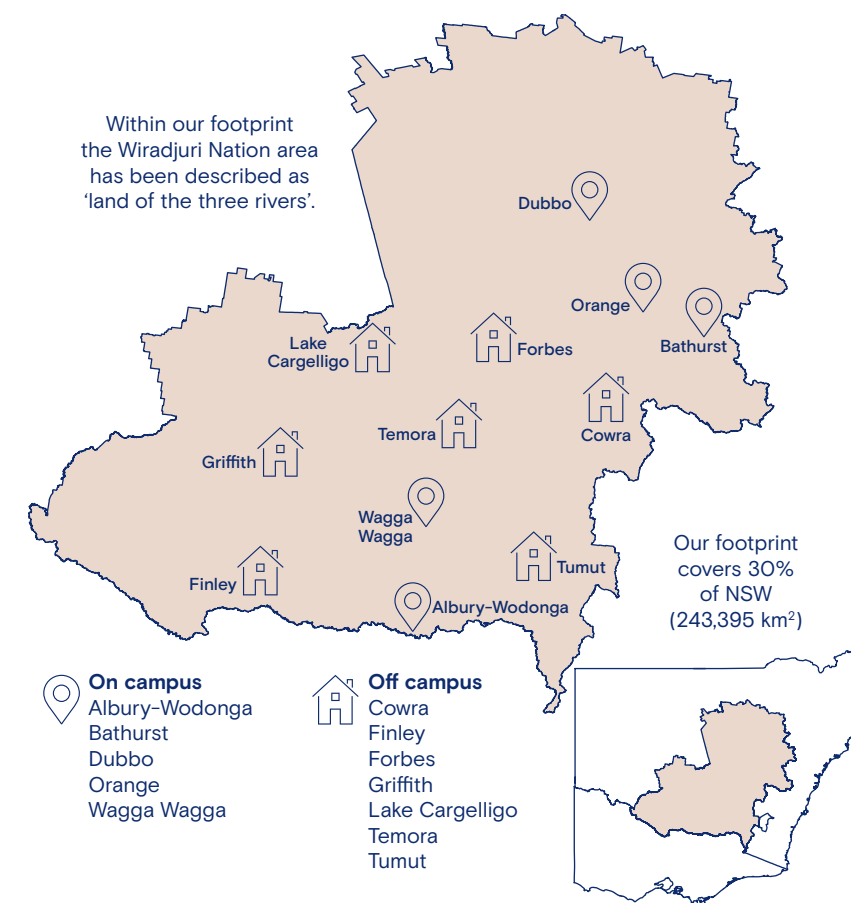 Within our footprint
the Wiradjuri Nation area
has been described as
‘land of the three rivers’.
Dubbo
Orange
Bathurst
Lake
Cargelligo
Forbes
Temora
Cowra
Griffith
Wagga
Wagga
Finley
Tumut
Albury-Wodonga
Our footprint
covers 30%
of NSW
(243,395 km²)
On campus
Albury-Wodonga
Bathurst
Dubbo
Orange
Wagga Wagga
Off campus
Cowra
Finley
Forbes
Griffith
Lake Cargelligo
Temora
Tumut